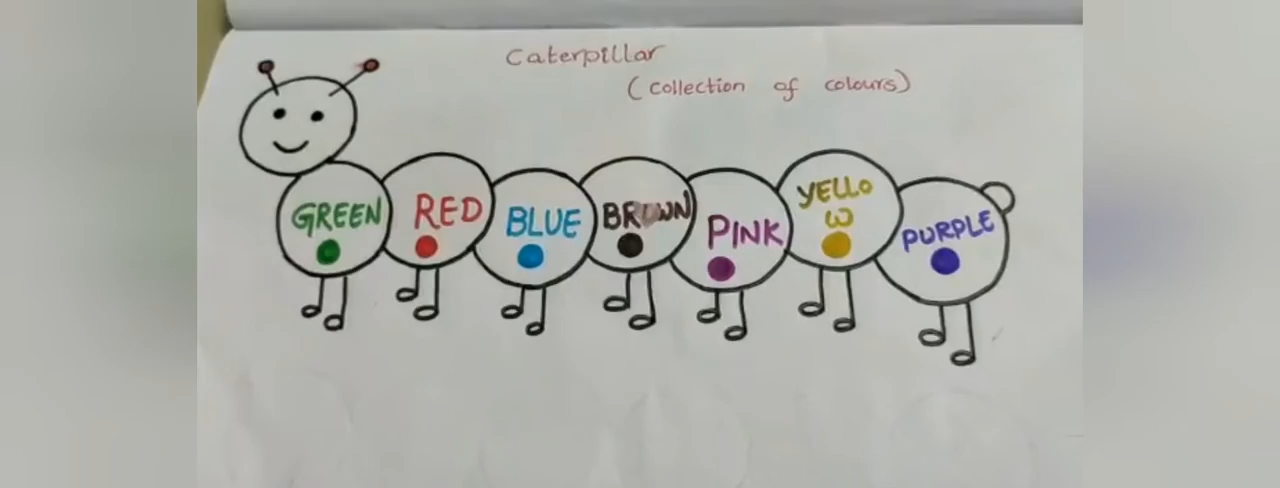 Caterpillar
(Collection of colours)
GREEN
RED
BLUE
BROWN
PINK
YELLO
W
PURPLE